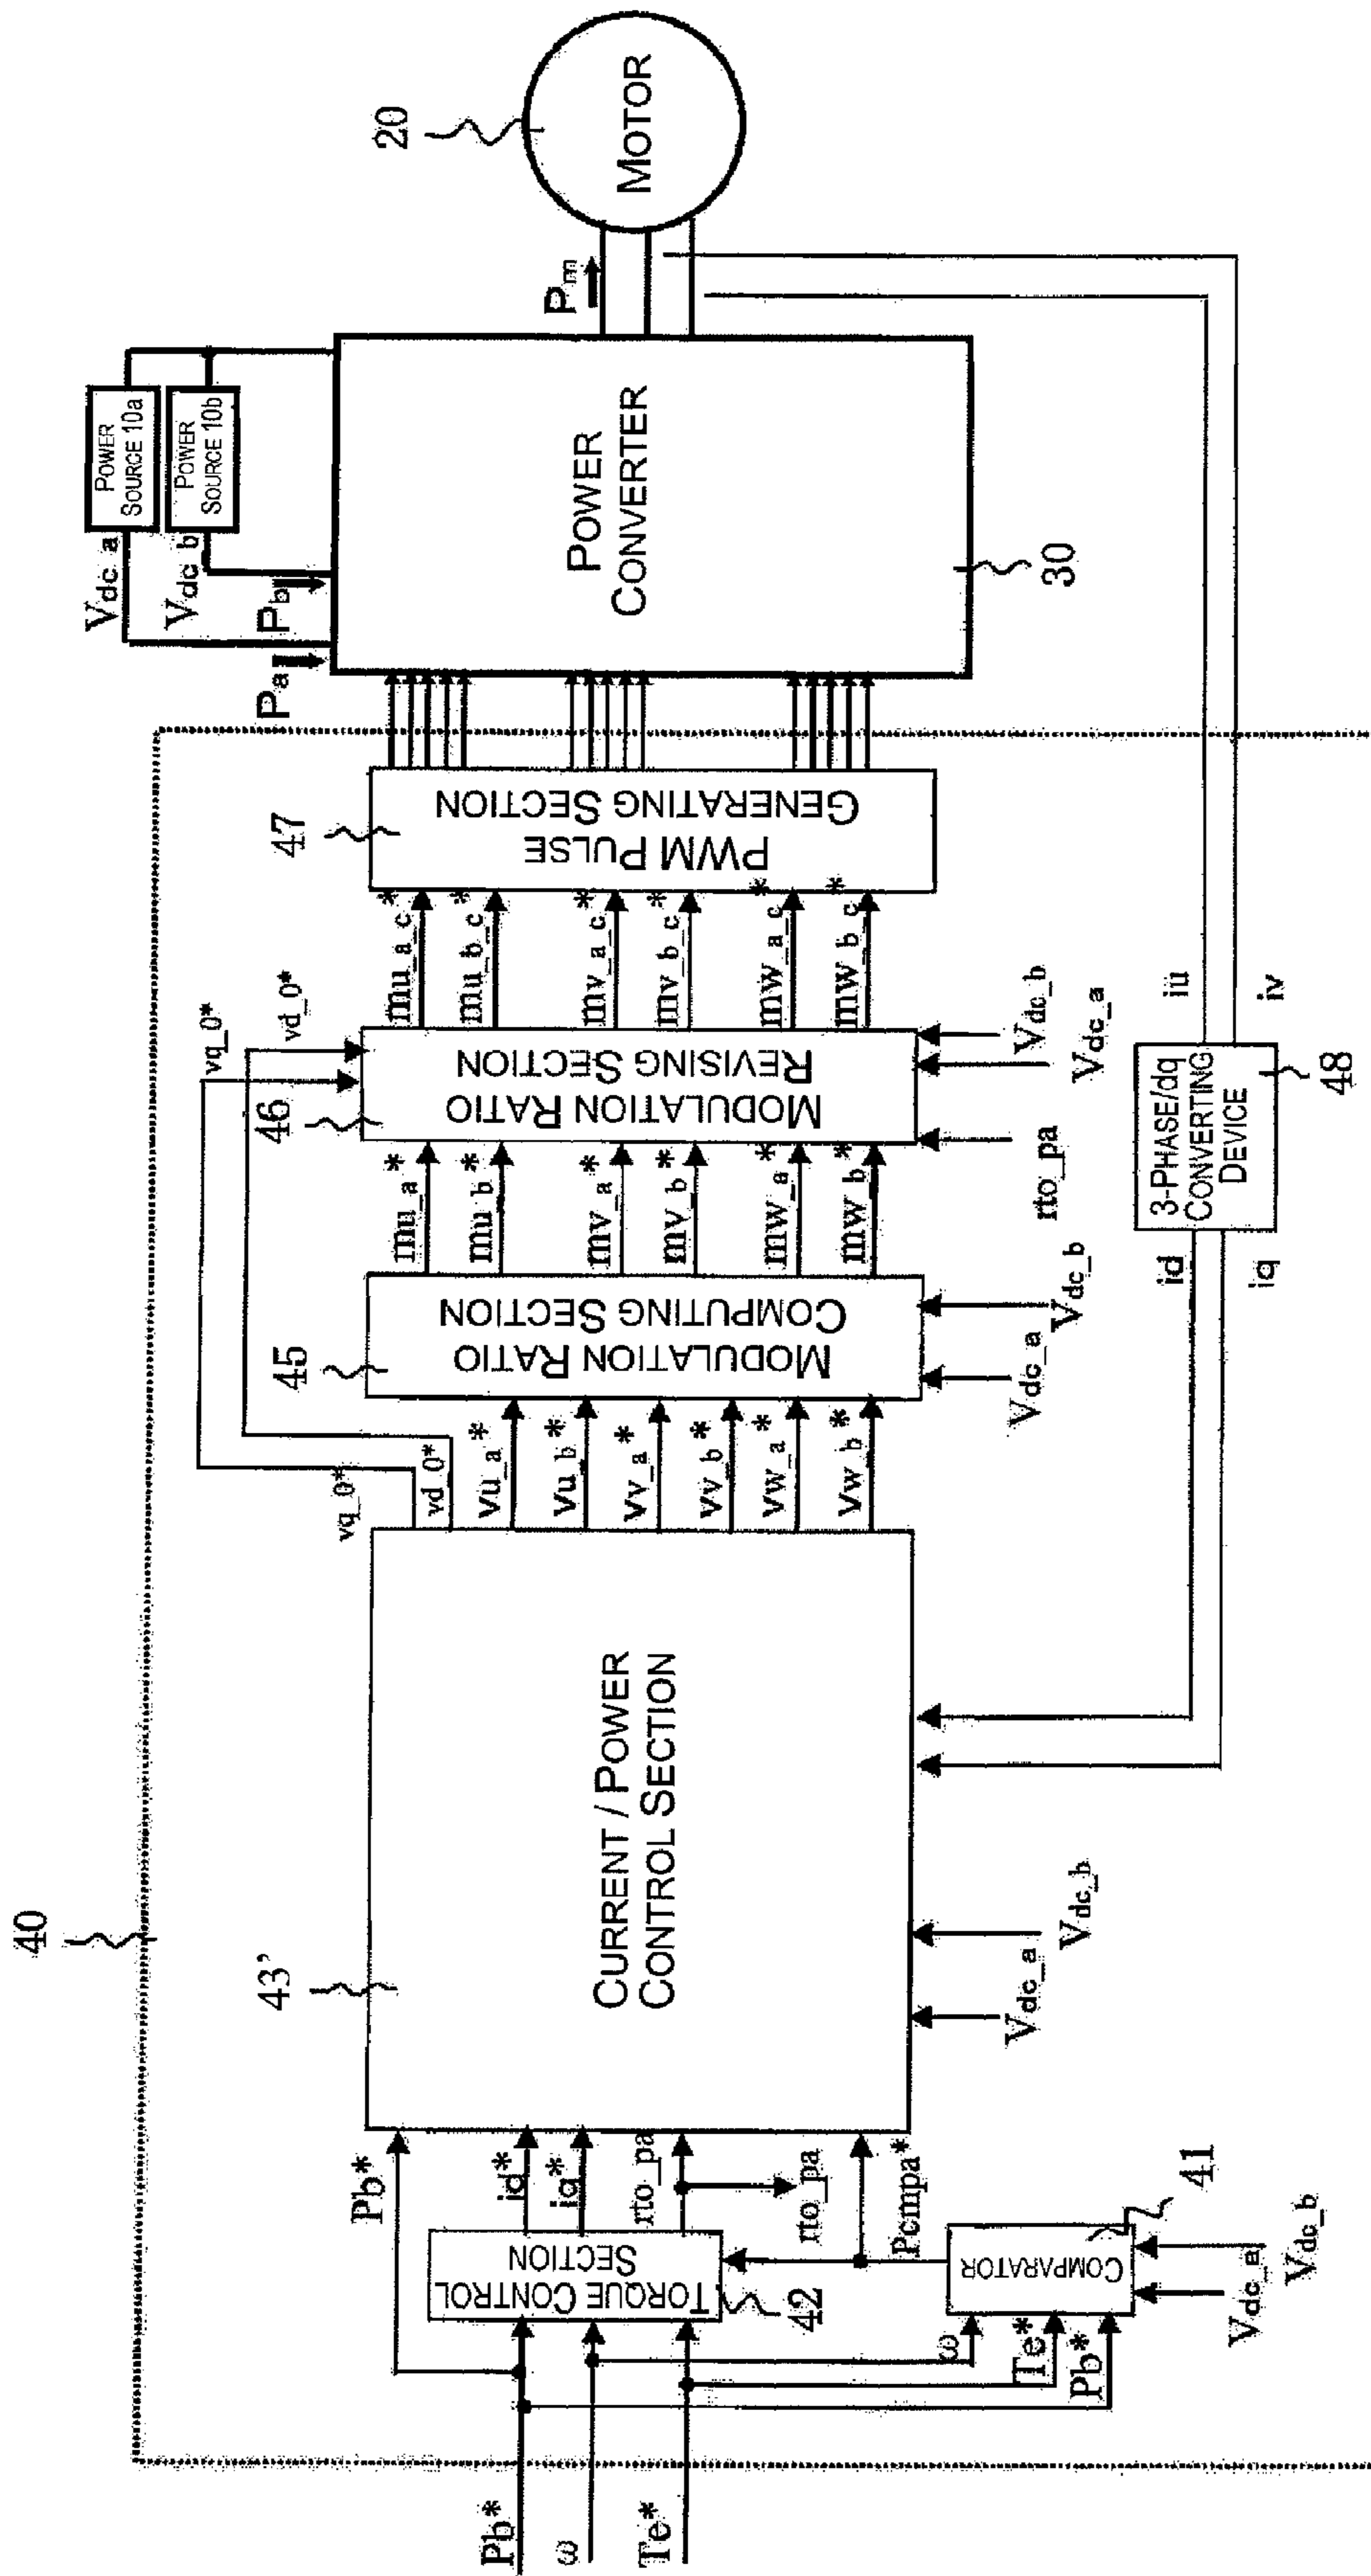 40
Pb*
ω
Te*
Pb*
id*
iq*
rto_pa
rto_pa
Pcmpa*
TORQUE CONTROL
SECTION
42
ω
Te*
Pb*
COMPARATOR
41
Vdc_a
Vdc_b
43'
CURRENT / POWER
CONTROL SECTION
Vdc_a
Vdc_b
vq_0*
vd_0*
vu_a*
vu_b*
vv_a*
vv_b*
vw_a*
vw_b*
45
MODULATION RATIO
COMPUTING SECTION
Vdc_a
Vdc_b
mu_a*
mu_b*
mv_a*
mv_b*
mw_a*
mw_b*
vq_0*
vd_0*
46
MODULATION RATIO
REVISING SECTION
rto_pa
Vdc_a
Vdc_b
mu_a_c*
mu_b_c*
mv_a_c*
mv_b_c*
mw_a_c*
mw_b_c*
47
PWM PULSE
GENERATING SECTION
id
iq
3-PHASE/dq
CONVERTING
DEVICE
48
iu
iv
Pa
Pb
Vdc_a
Vdc_b
POWER
SOURCE 10a
POWER
SOURCE 10b
POWER
CONVERTER
30
Pm
20
MOTOR